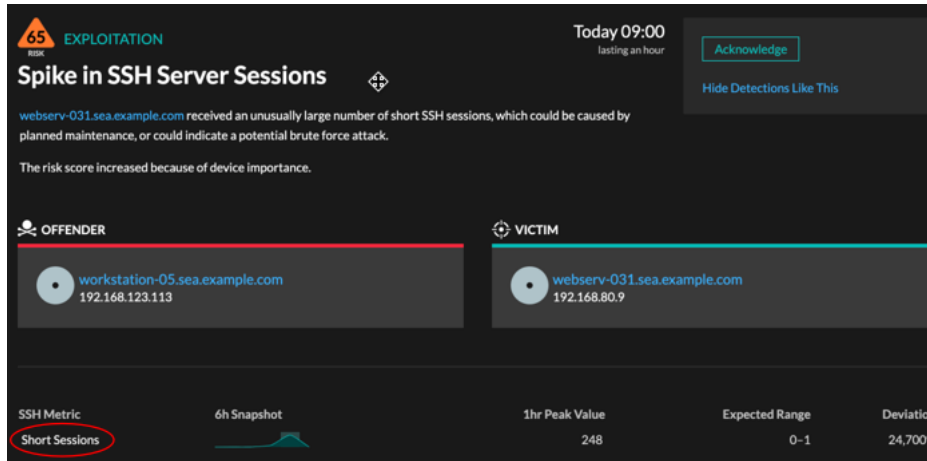 65
RISK
EXPLOITATION
Today 09:00
lasting an hour
Acknowledge
Hide Detections Like This
Spike in SSH Server Sessions
webserv-031.sea.example.com received an unusually large number of short SSH sessions, which could be caused by
planned maintenance, or could indicate a potential brute force attack.
The risk score increased because of device importance.
OFFENDER
workstation-05.sea.example.com
192.168.123.113
VICTIM
webserv-031.sea.example.com
192.168.80.9
SSH Metric 6h Snapshot 1hr Peak Value Expected Range Deviatio
Short Sessions 248 0–1 24,700